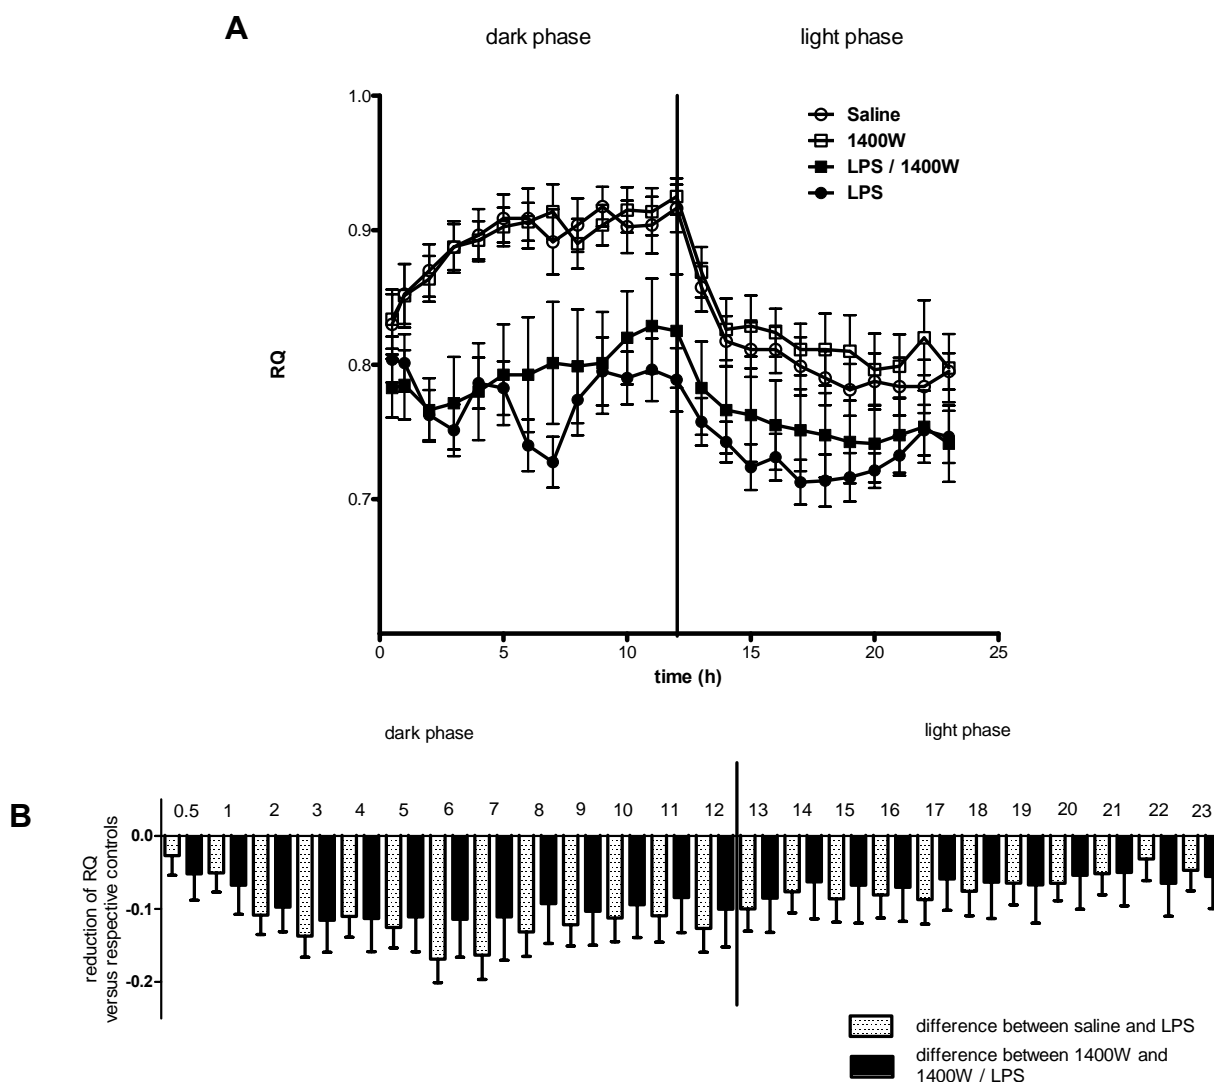 A
dark phase
light phase
1.0
0.9
0.8
0.7
RQ
Saline
1400W
LPS / 1400W
LPS
0
5
10
15
20
25
time (h)
dark phase
light phase
B
0.5 1 2 3 4 5 6 7 8 9 10 11 12 13 14 15 16 17 18 19 20 21 22 23
0.0
-0.1
-0.2
reduction of RQ
versus respective controls
difference between saline and LPS
difference between 1400W and
1400W / LPS